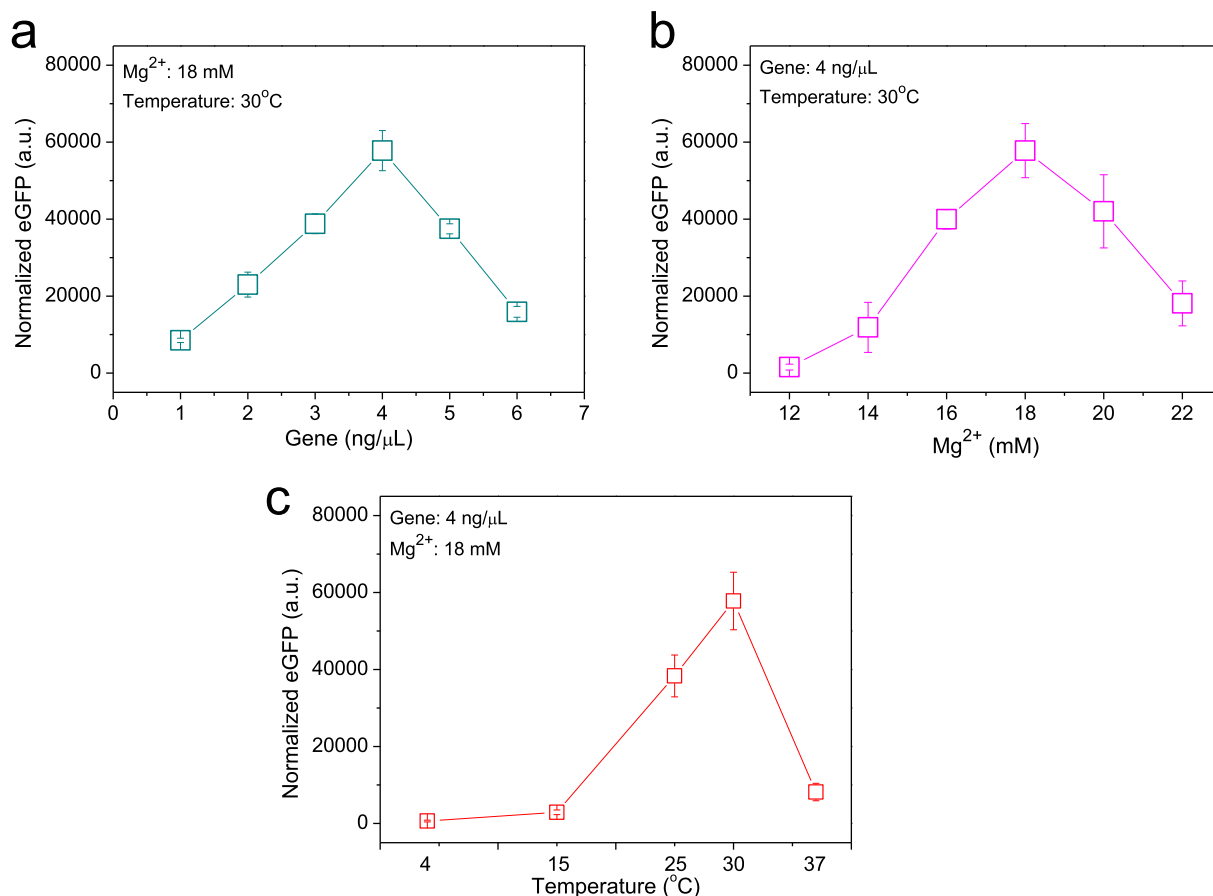 a
Mg2+: 18 mM
Temperature: 30oC
Normalized eGFP (a.u.)
80000
60000
40000
20000
0
0 1 2 3 4 5 6 7
Gene (ng/μL)
b
Gene: 4 ng/μL
Temperature: 30oC
Normalized eGFP (a.u.)
80000
60000
40000
20000
0
12 14 16 18 20 22
Mg2+ (mM)
c
Gene: 4 ng/μL
Mg2+: 18 mM
Normalized eGFP (a.u.)
80000
60000
40000
20000
0
4 15 25 30 37
Temperature (oC)